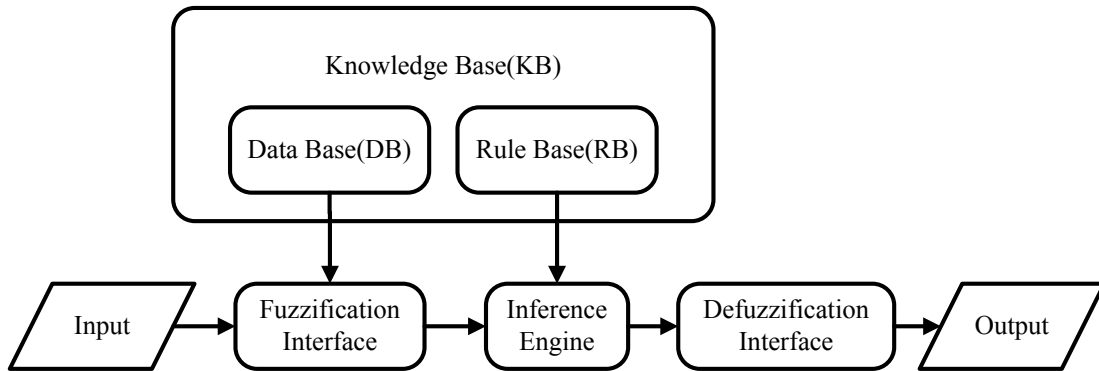 Knowledge Base(KB)
Data Base(DB)
Rule Base(RB)
Input
Fuzzification
Interface
Inference
Engine
Defuzzification
Interface
Output